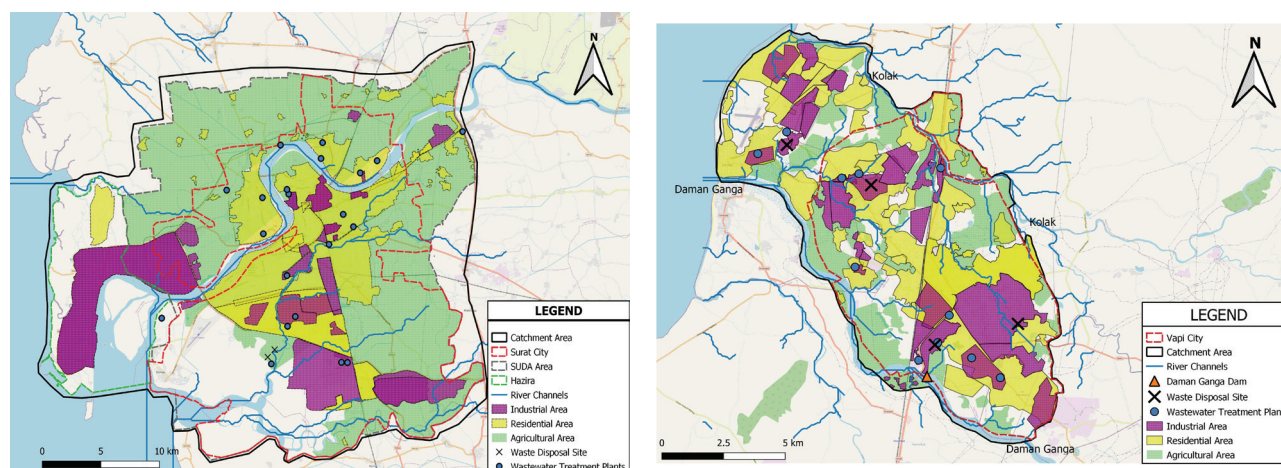 N
LEGEND
Catchment Area
Surat City
SUDA Area
Hazira
River Channels
Industrial Area
Residential Area
Agricultural Area
Waste Disposal Site
Wastewater Treatment Plants
0 5 10 km
N
Kolak
Daman Ganga
Kolak
Daman Ganga
LEGEND
Vapi City
Catchment Area
River Channels
Daman Ganga Dam
Waste Disposal Site
Wastewater Treatment Plant
Industrial Area
Residential Area
Agricultural Area
0 2.5 5 km